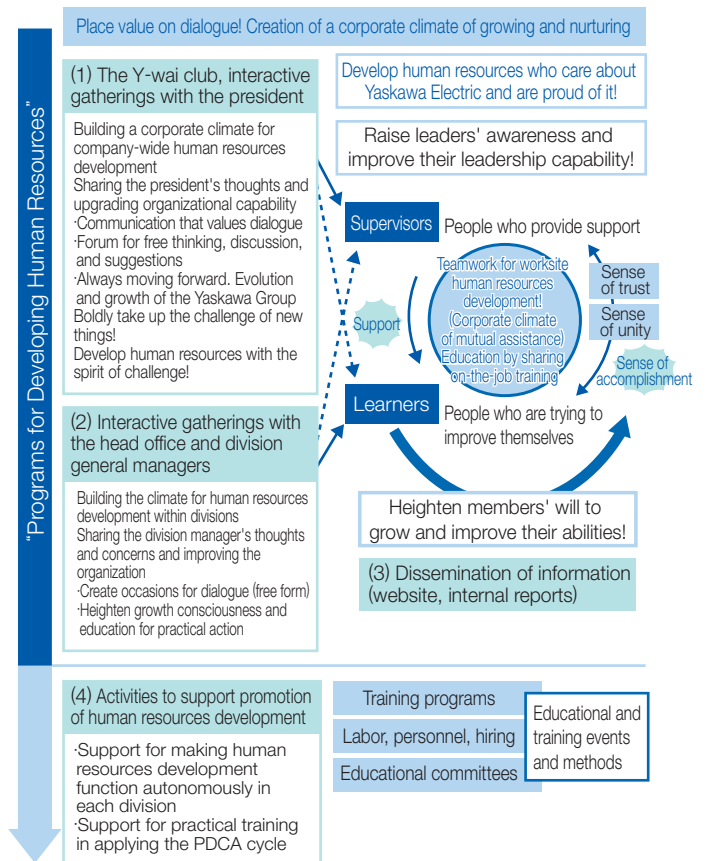 "Programs for Developing Human Resources"
Place value on dialogue! Creation of a corporate climate of growing and nurturing
(1) The Y-wai club, interactive
gatherings with the president
Building a corporate climate for
company-wide human resources
development
Sharing the president's thoughts and
upgrading organizational capability
·Communication that values dialogue
·Forum for free thinking, discussion,
and suggestions
·Always moving forward. Evolution
and growth of the Yaskawa Group
Boldly take up the challenge of new
things!
Develop human resources with the
spirit of challenge!
(2) Interactive gatherings with
the head office and division
general managers
Building the climate for human resources
development within divisions
Sharing the division manager's thoughts
and concerns and improving the
organization
·Create occasions for dialogue (free form)
·Heighten growth consciousness and
education for practical action
Develop human resources who care about
Yaskawa Electric and are proud of it!
Raise leaders' awareness and
improve their leadership capability!
Supervisors
People who provide support
Teamwork for worksite
human resources
development!
(Corporate climate
of mutual assistance)
Education by sharing
on-the-job training
Support
Sense
of trust
Sense
of unity
Sense of
accomplishment
Learners
People who are trying to
improve themselves
Heighten members' will to
grow and improve their abilities!
(3) Dissemination of information
(website, internal reports)
(4) Activities to support promotion
of human resources development
·Support for making human
resources development
function autonomously in
each division
·Support for practical training
in applying the PDCA cycle
Training programs
Labor, personnel, hiring
Educational committees
Educational and
training events
and methods